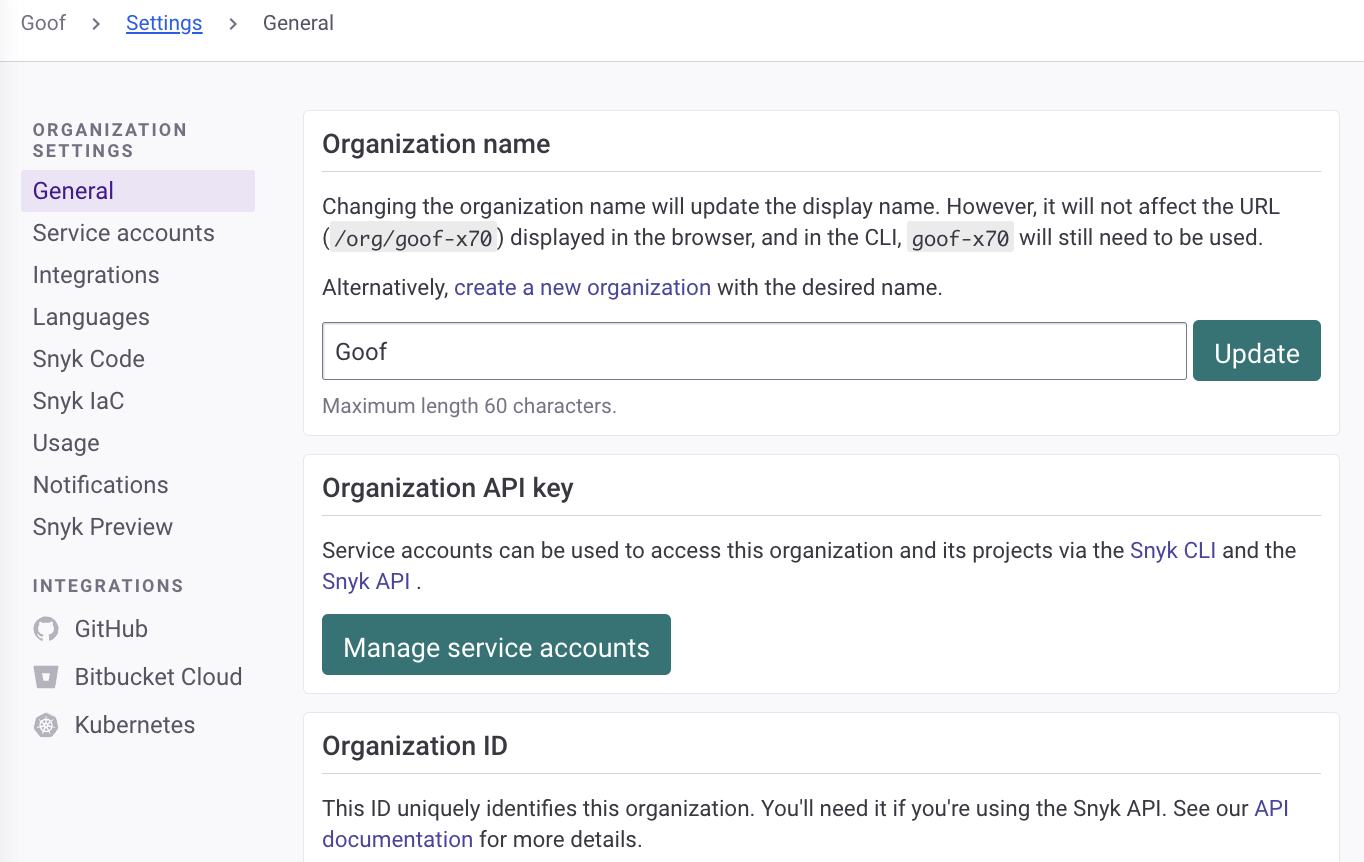 Goof > Settings > General
ORGANIZATION
SETTINGS
General
Service accounts
Integrations
Languages
Snyk Code
Snyk IaC
Usage
Notifications
Snyk Preview
INTEGRATIONS
GitHub
Bitbucket Cloud
Kubernetes
Organization name
Changing the organization name will update the display name. However, it will not affect the URL
(/org/goof-x70) displayed in the browser, and in the CLI, goof-x70 will still need to be used.
Alternatively, create a new organization with the desired name.
Goof
Update
Maximum length 60 characters.
Organization API key
Service accounts can be used to access this organization and its projects via the Snyk CLI and the
Snyk API .
Manage service accounts
Organization ID
This ID uniquely identifies this organization. You'll need it if you're using the Snyk API. See our API
documentation for more details.